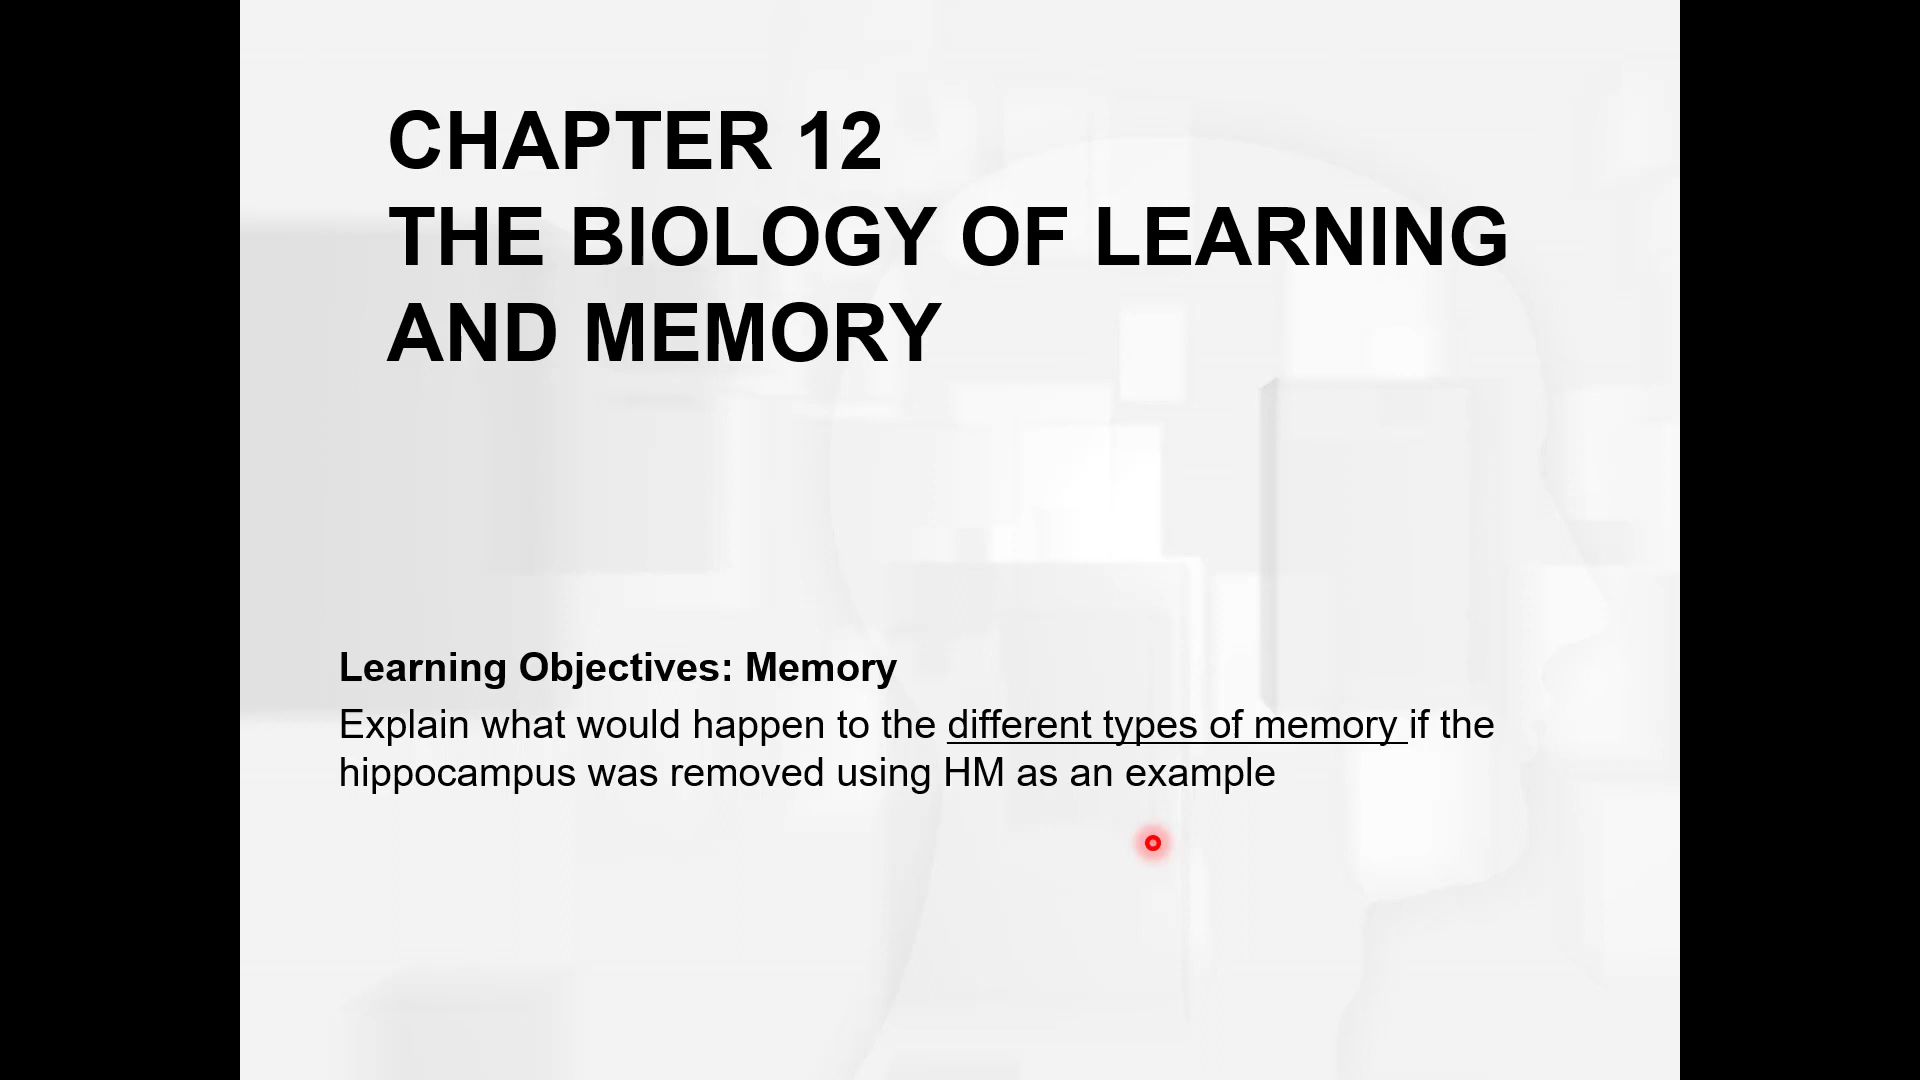 CHAPTER 12
THE BIOLOGY OF LEARNING
AND MEMORY
Learning Objectives: Memory
Explain what would happen to the different types of memory if the
hippocampus was removed using HM as an example